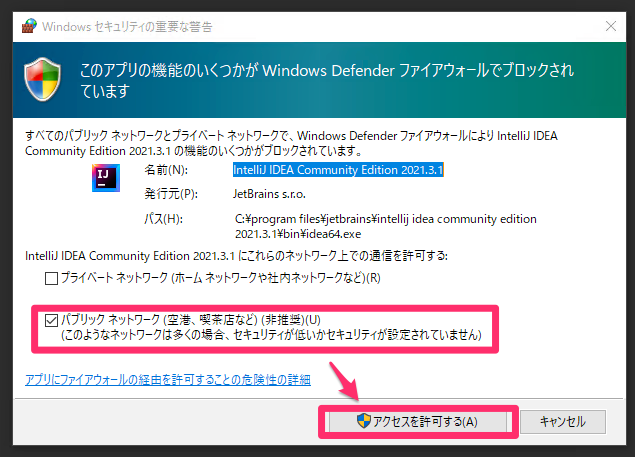 Windows セキュリティの重要な警告
このアプリの機能のいくつかが Windows Defender ファイアウォールでブロックされ
ています
すべてのパブリック ネットワークとプライベート ネットワークで、Windows Defender ファイアウォールにより IntelliJ IDEA
Community Edition 2021.3.1 の機能のいくつかがブロックされています。
IJ
名前(N): IntelliJ IDEA Community Edition 2021.3.1
発行元(P): JetBrains s.r.o.
パス(H): C:¥program files¥jetbrains¥intellij idea community edition
2021.3.1¥bin¥idea64.exe
IntelliJ IDEA Community Edition 2021.3.1 にこれらのネットワーク上での通信を許可する:
プライベート ネットワーク (ホーム ネットワークや社内ネットワークなど)(R)
パブリック ネットワーク (空港、喫茶店など) (非推奨)(U)
(このようなネットワークは多くの場合、セキュリティが低いかセキュリティが設定されていません)
アプリにファイアウォールの経由を許可することの危険性の詳細
アクセスを許可する(A) キャンセル